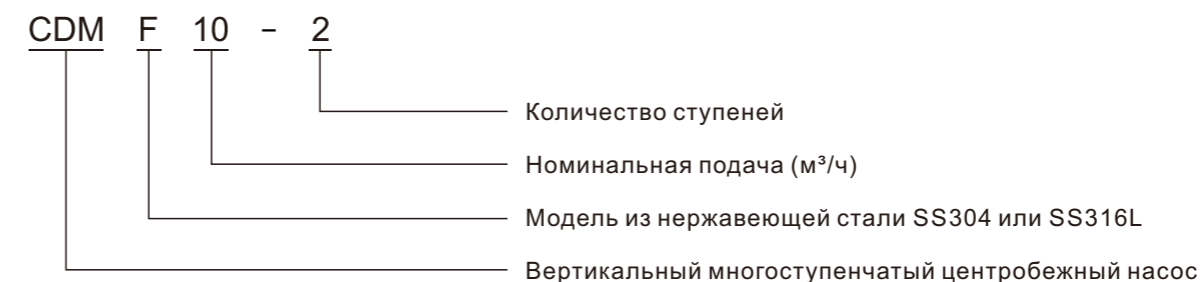 CDM F 10 - 2
Количество ступеней
Номинальная подача (м³/ч)
Модель из нержавеющей стали SS304 или SS316L
Вертикальный многоступенчатый центробежный насос